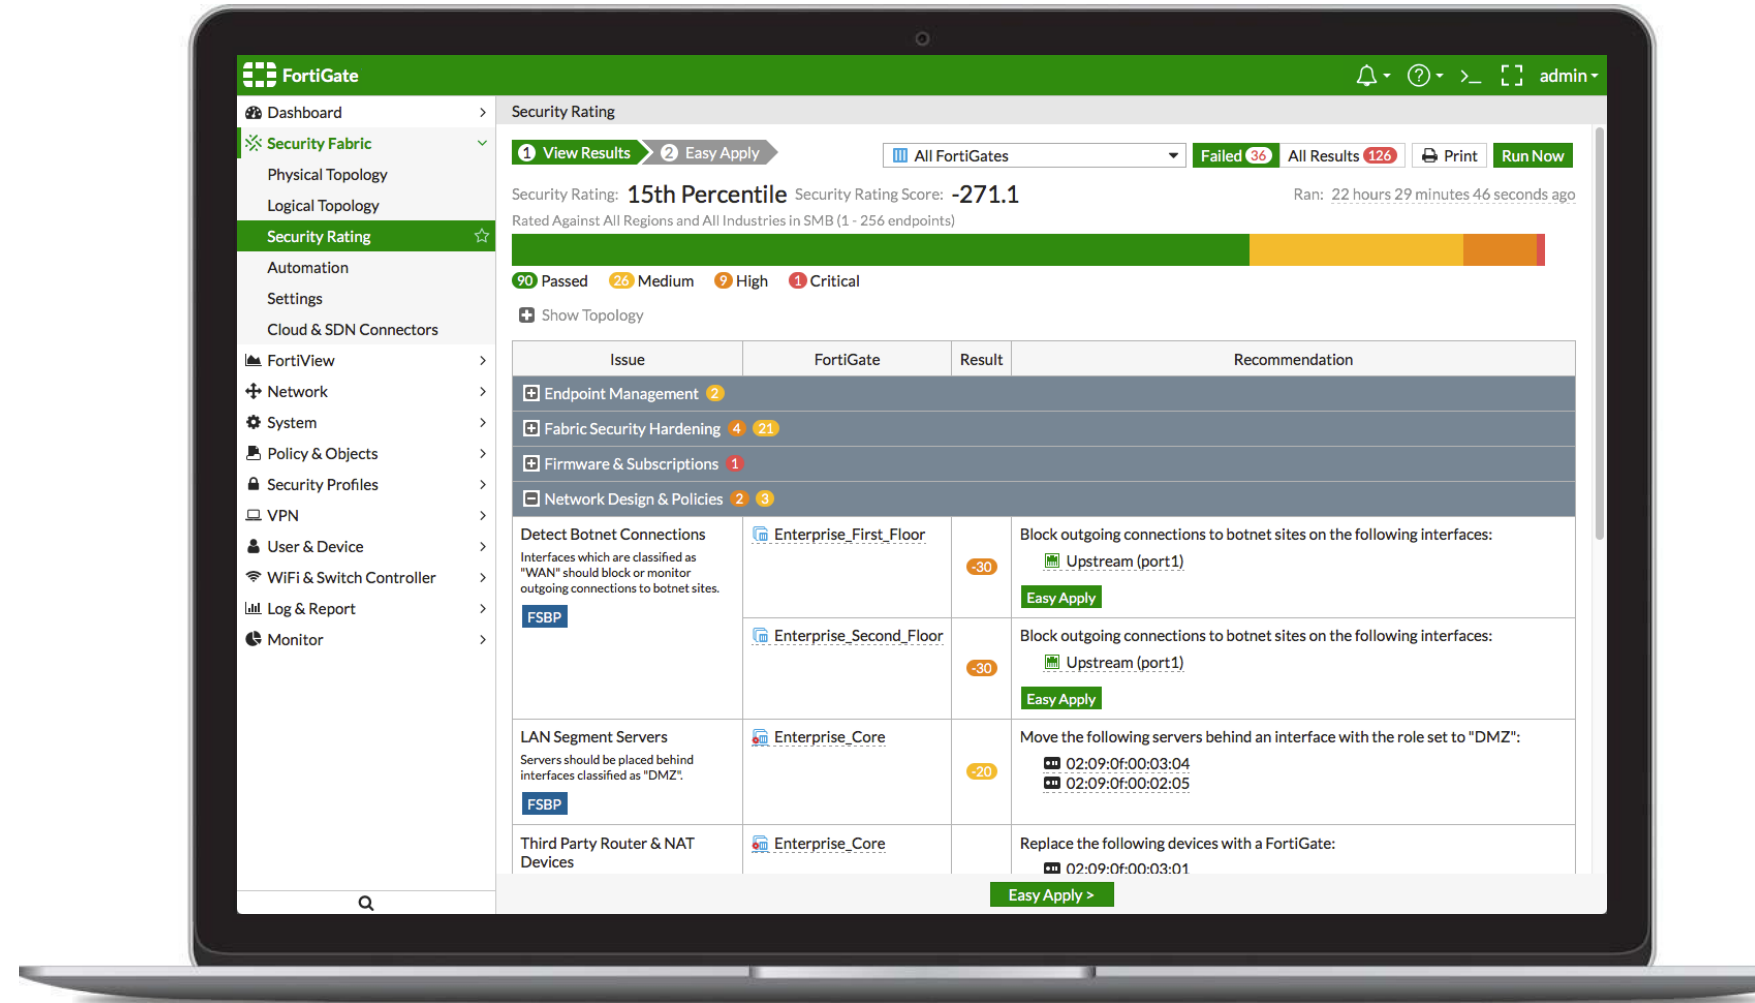 FortiGate
admin
Dashboard
Security Fabric
Physical Topology
Logical Topology
Security Rating
Automation
Settings
Cloud & SDN Connectors
FortiView
Network
System
Policy & Objects
Security Profiles
VPN
User & Device
WiFi & Switch Controller
Log & Report
Monitor
Security Rating
1 View Results 2 Easy Apply
All FortiGates
Failed 36 All Results 126 Print Run Now
Security Rating: 15th Percentile Security Rating Score: -271.1
Ran: 22 hours 29 minutes 46 seconds ago
Rated Against All Regions and All Industries in SMB (1 - 256 endpoints)
90 Passed 26 Medium 9 High 1 Critical
Show Topology
Issue FortiGate Result Recommendation
Endpoint Management 2
Fabric Security Hardening 4 21
Firmware & Subscriptions 1
Network Design & Policies 2 3
Detect Botnet Connections
Interfaces which are classified as
"WAN" should block or monitor
outgoing connections to botnet sites.
FSBP
Enterprise_First_Floor
-30
Block outgoing connections to botnet sites on the following interfaces:
Upstream (port1)
Easy Apply
Enterprise_Second_Floor
-30
Block outgoing connections to botnet sites on the following interfaces:
Upstream (port1)
Easy Apply
LAN Segment Servers
Servers should be placed behind
interfaces classified as "DMZ".
FSBP
Enterprise_Core
-20
Move the following servers behind an interface with the role set to "DMZ":
02:09:0f:00:03:04
02:09:0f:00:02:05
Third Party Router & NAT
Devices
Enterprise_Core
Replace the following devices with a FortiGate:
02:09:0f:00:03:01
Easy Apply >